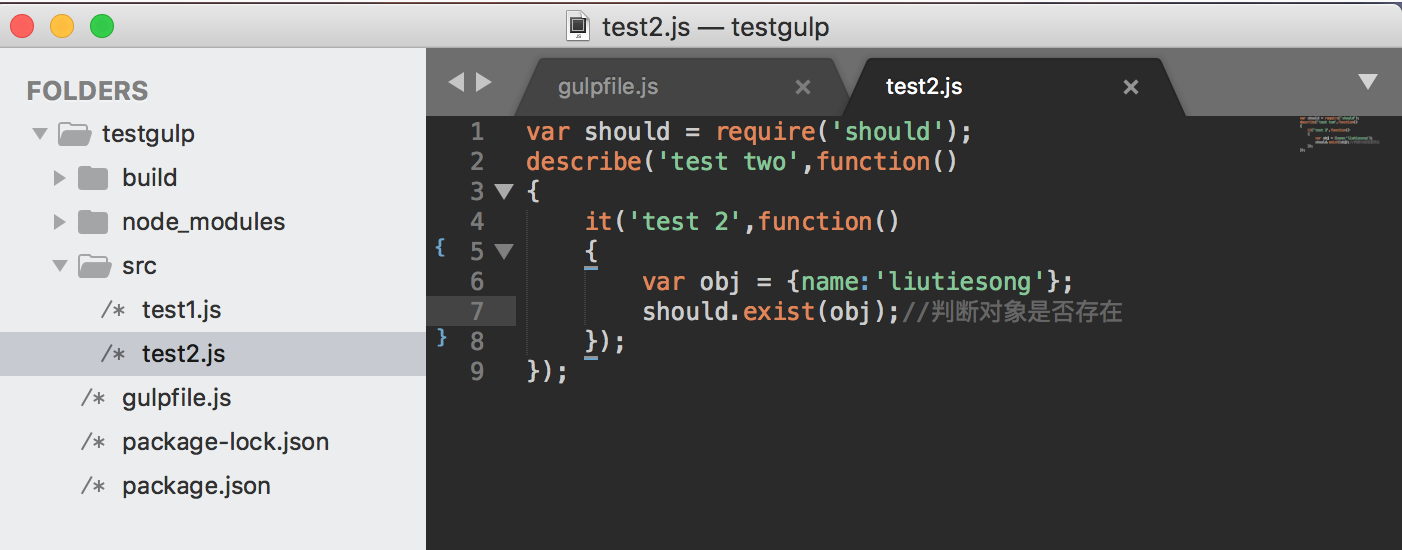 test2.js — testgulp
FOLDERS
testgulp
build
node_modules
src
/* test1.js
/* test2.js
/* gulpfile.js
/* package-lock.json
/* package.json
gulpfile.js ×
test2.js ×
1 var should = require('should');
2 describe('test two',function()
3 {
4 it('test 2',function()
{ 5 {
6 var obj = {name:'liutiesong'};
7 should.exist(obj);//判断对象是否存在
} 8 });
9 });